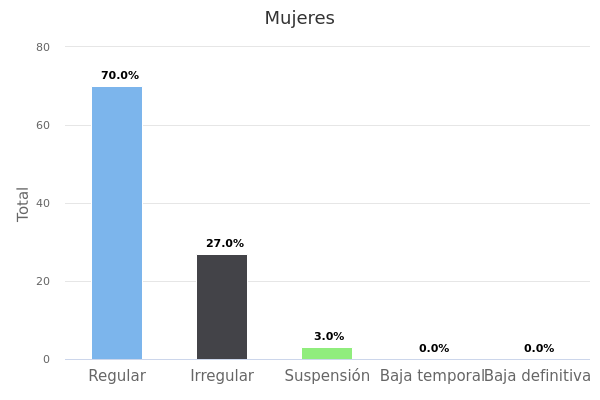 Mujeres
80
60
40
20
0
Total
70.0%
27.0%
3.0%
0.0%
0.0%
Regular
Irregular
Suspensión
Baja temporal
Baja definitiva